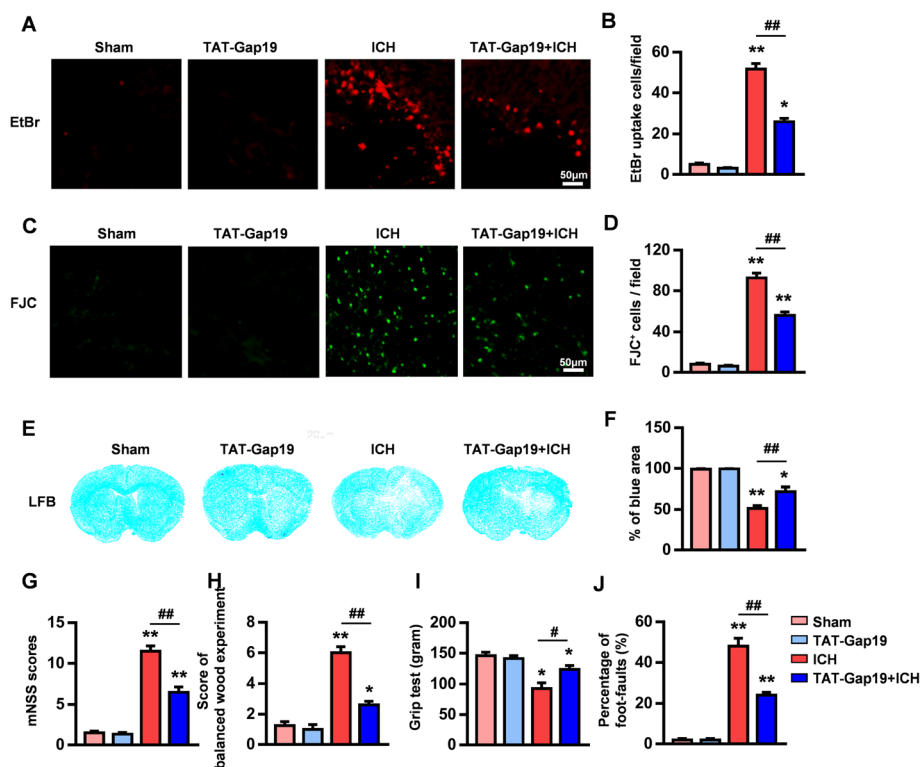 A
Sham
TAT-Gap19
ICH
TAT-Gap19+ICH
EtBr
50μm
B
EtBr uptake cells/field
60
40
20
0
**
##
*
C
Sham
TAT-Gap19
ICH
TAT-Gap19+ICH
FJC
50μm
D
FJC+ cells / field
120
80
40
0
**
##
**
E
Sham
TAT-Gap19
ICH
TAT-Gap19+ICH
LFB
F
% of blue area
150
100
50
0
**
##
*
G
mNSS scores
15
10
5
0
**
##
**
H
Score of
balanced wood experiment
8
6
4
2
0
**
##
*
I
Grip test (gram)
200
150
100
50
0
*
#
*
J
Percentage of
foot-faults (%)
60
40
20
0
**
##
**
Sham
TAT-Gap19
ICH
TAT-Gap19+ICH